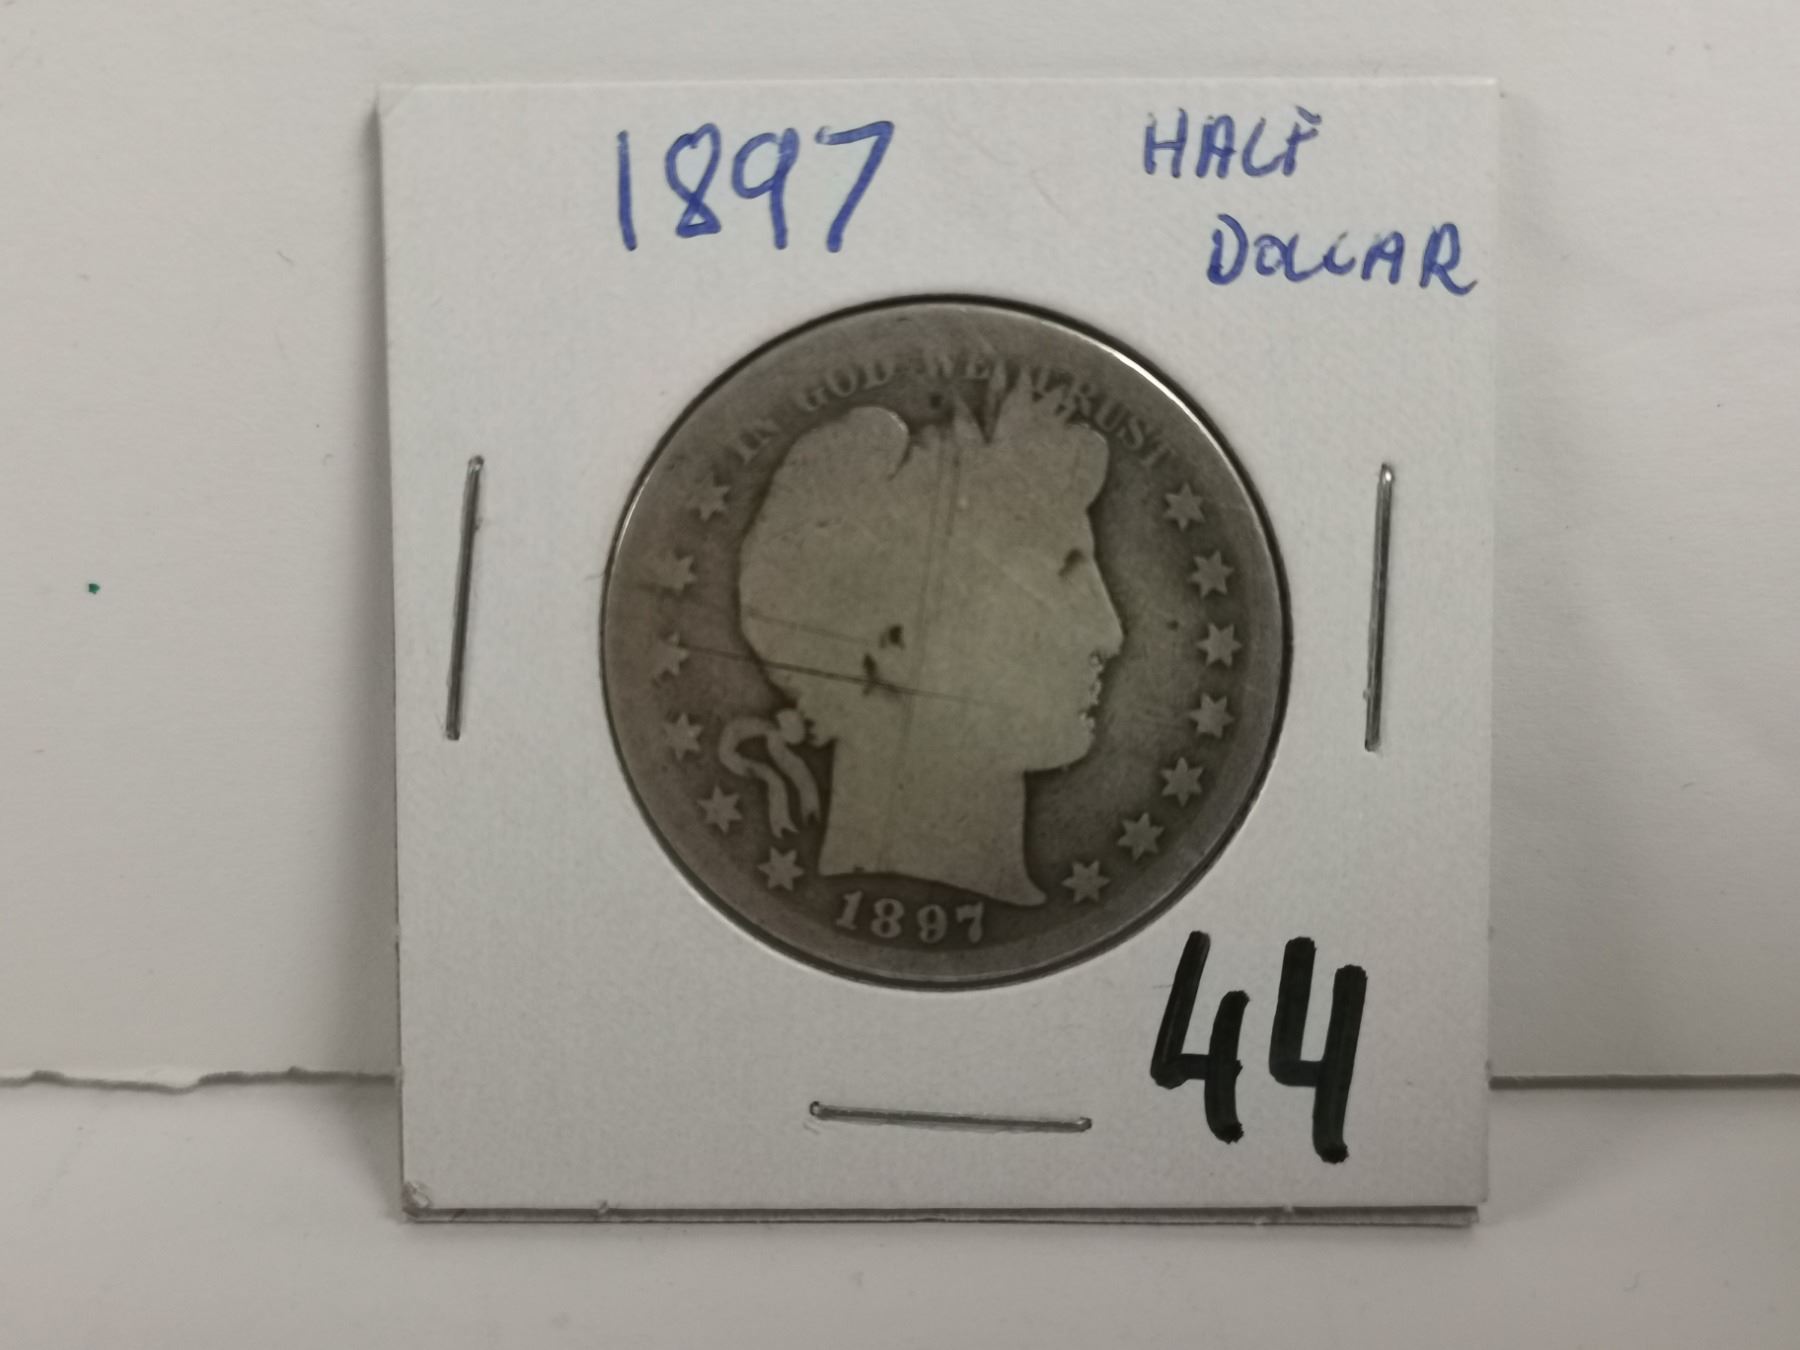 1897
HALF
DOLLAR
IN GOD WE TRUST
1897
44